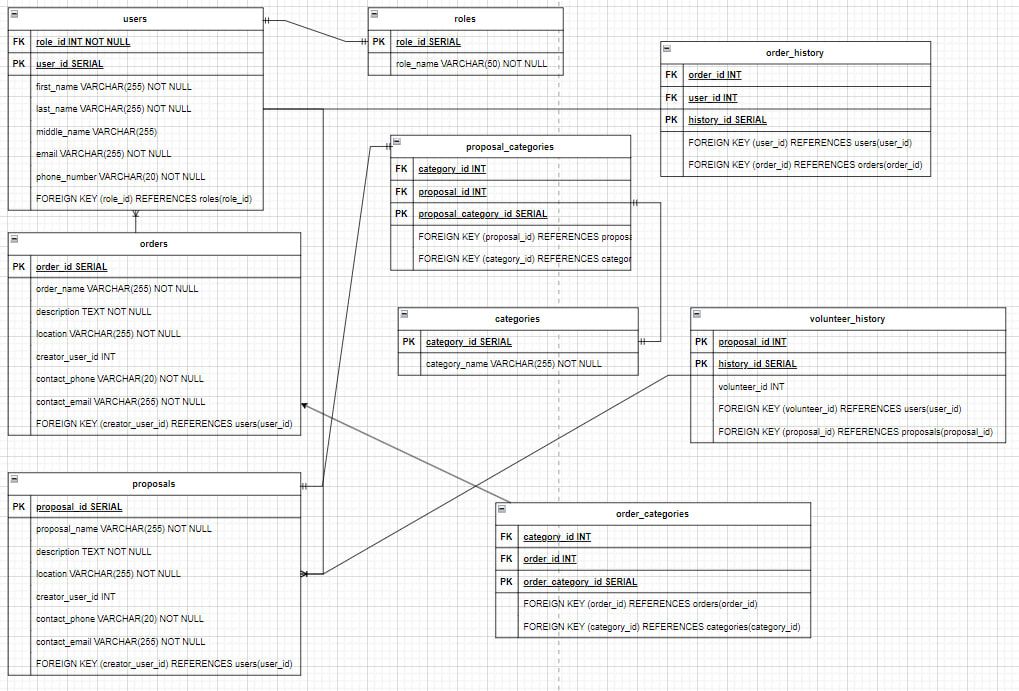 users
FK role_id INT NOT NULL
PK user_id SERIAL
first_name VARCHAR(255) NOT NULL
last_name VARCHAR(255) NOT NULL
middle_name VARCHAR(255)
email VARCHAR(255) NOT NULL
phone_number VARCHAR(20) NOT NULL
FOREIGN KEY (role_id) REFERENCES roles(role_id)
roles
PK role_id SERIAL
role_name VARCHAR(50) NOT NULL
order_history
FK order_id INT
FK user_id INT
PK history_id SERIAL
FOREIGN KEY (user_id) REFERENCES users(user_id)
FOREIGN KEY (order_id) REFERENCES orders(order_id)
proposal_categories
FK category_id INT
FK proposal_id INT
PK proposal_category_id SERIAL
FOREIGN KEY (proposal_id) REFERENCES propos
FOREIGN KEY (category_id) REFERENCES categor
orders
PK order_id SERIAL
order_name VARCHAR(255) NOT NULL
description TEXT NOT NULL
location VARCHAR(255) NOT NULL
creator_user_id INT
contact_phone VARCHAR(20) NOT NULL
contact_email VARCHAR(255) NOT NULL
FOREIGN KEY (creator_user_id) REFERENCES users(user_id)
categories
PK category_id SERIAL
category_name VARCHAR(255) NOT NULL
volunteer_history
PK proposal_id INT
PK history_id SERIAL
volunteer_id INT
FOREIGN KEY (volunteer_id) REFERENCES users(user_id)
FOREIGN KEY (proposal_id) REFERENCES proposals(proposal_id)
proposals
PK proposal_id SERIAL
proposal_name VARCHAR(255) NOT NULL
description TEXT NOT NULL
location VARCHAR(255) NOT NULL
creator_user_id INT
contact_phone VARCHAR(20) NOT NULL
contact_email VARCHAR(255) NOT NULL
FOREIGN KEY (creator_user_id) REFERENCES users(user_id)
order_categories
FK category_id INT
FK order_id INT
PK order_category_id SERIAL
FOREIGN KEY (order_id) REFERENCES orders(order_id)
FOREIGN KEY (category_id) REFERENCES categories(category_id)